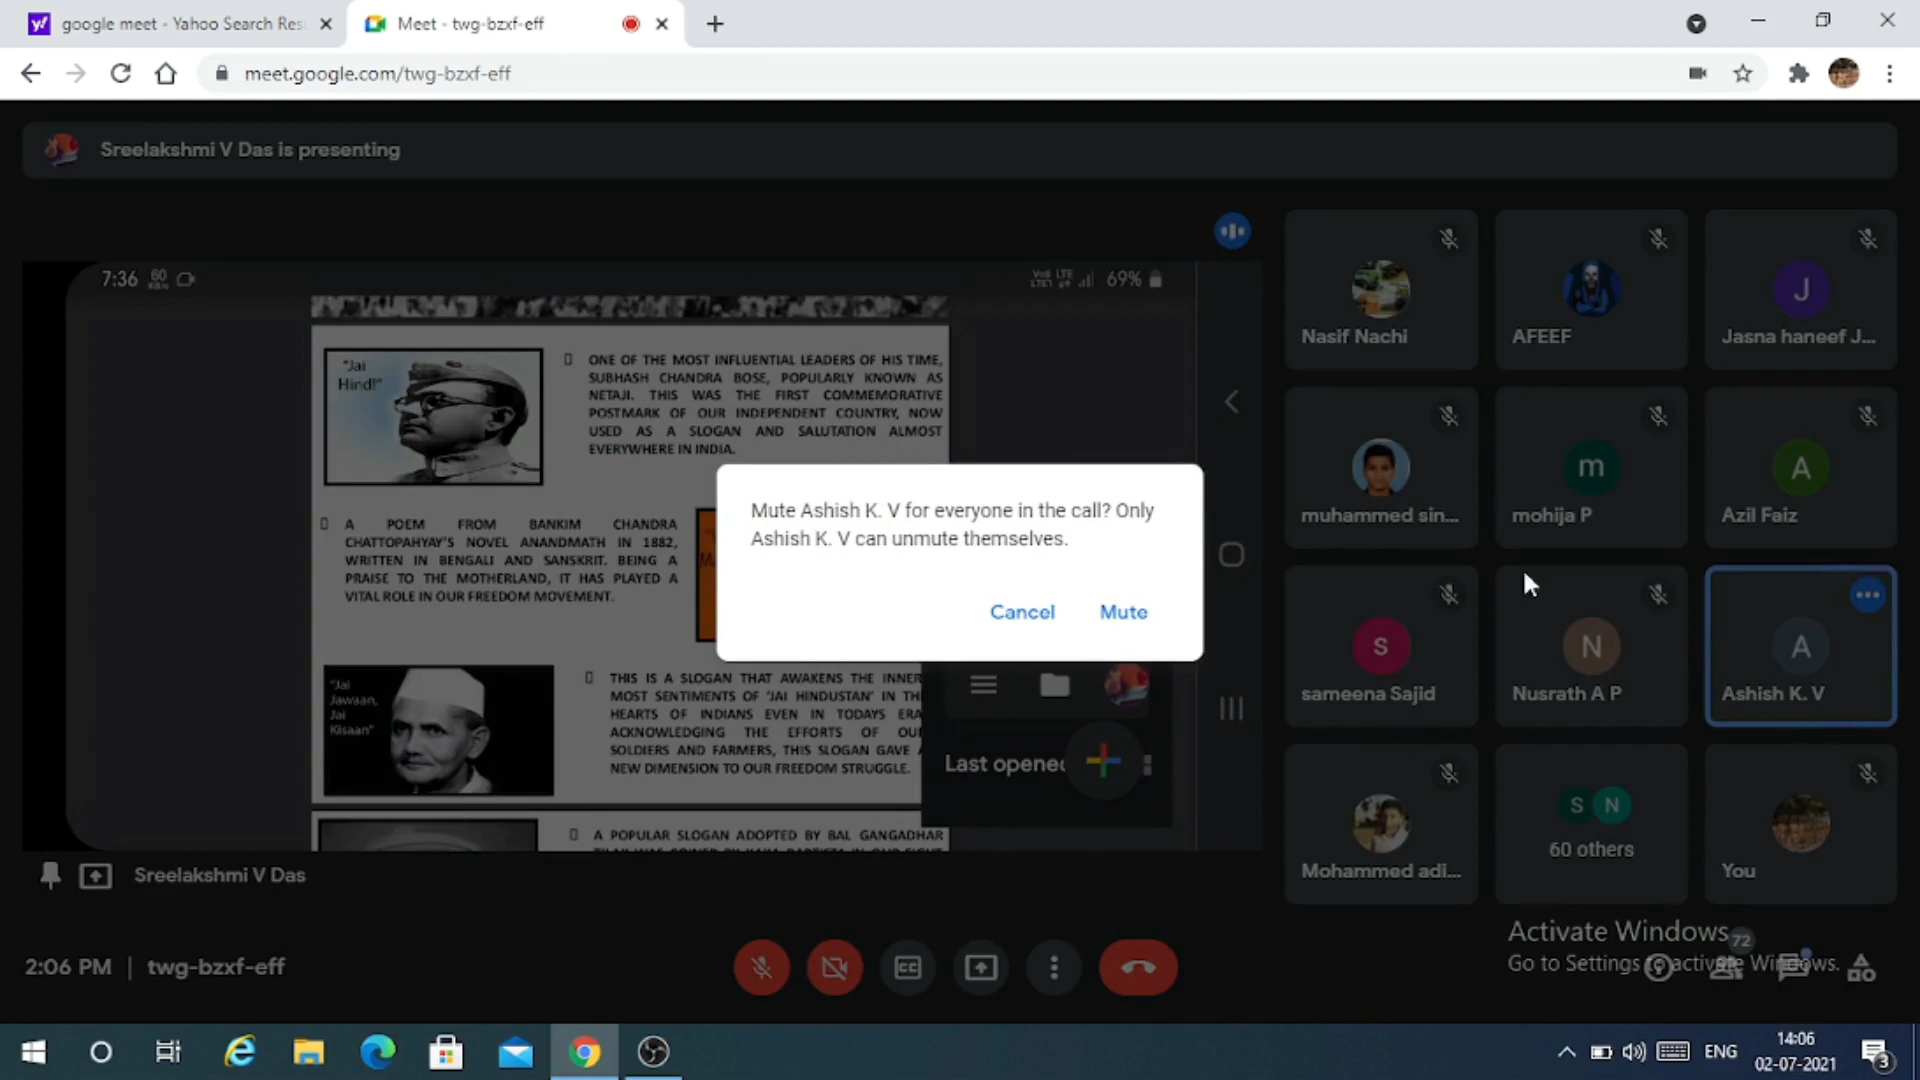 google meet - Yahoo Search Res
Meet - twg-bzxf-eff
meet.google.com/twg-bzxf-eff
Sreelakshmi V Das is presenting
7:36 60 KB/s
69%
"Jai
Hind!"
ONE OF THE MOST INFLUENTIAL LEADERS OF HIS TIME,
SUBHASH CHANDRA BOSE, POPULARLY KNOWN AS
NETAJI. THIS WAS THE FIRST COMMEMORATIVE
POSTMARK OF OUR INDEPENDENT COUNTRY, NOW
USED AS A SLOGAN AND SALUTATION ALMOST
EVERYWHERE IN INDIA.
A POEM FROM BANKIM CHANDRA
CHATTOPAHYAY'S NOVEL ANANDMATH IN 1882,
WRITTEN IN BENGALI AND SANSKRIT. BEING A
PRAISE TO THE MOTHERLAND, IT HAS PLAYED A
VITAL ROLE IN OUR FREEDOM MOVEMENT.
"Jai
Jawaan,
Jai
Kisaan"
THIS IS A SLOGAN THAT AWAKENS THE INNER
MOST SENTIMENTS OF 'JAI HINDUSTAN' IN THE
HEARTS OF INDIANS EVEN IN TODAYS ERA
ACKNOWLEDGING THE EFFORTS OF OUR
SOLDIERS AND FARMERS, THIS SLOGAN GAVE A
NEW DIMENSION TO OUR FREEDOM STRUGGLE.
A POPULAR SLOGAN ADOPTED BY BAL GANGADHAR
Last opened
Mute Ashish K. V for everyone in the call? Only
Ashish K. V can unmute themselves.
Cancel Mute
Nasif Nachi
AFEEF
J
Jasna haneef J...
muhammed sin...
m
mohija P
A
Azil Faiz
s
sameena Sajid
N
Nusrath A P
A
Ashish K. V
Mohammed adi...
S N
60 others
You
Sreelakshmi V Das
2:06 PM | twg-bzxf-eff
Activate Windows
Go to Settings to activate Windows.
72
ENG
14:06
02-07-2021
3